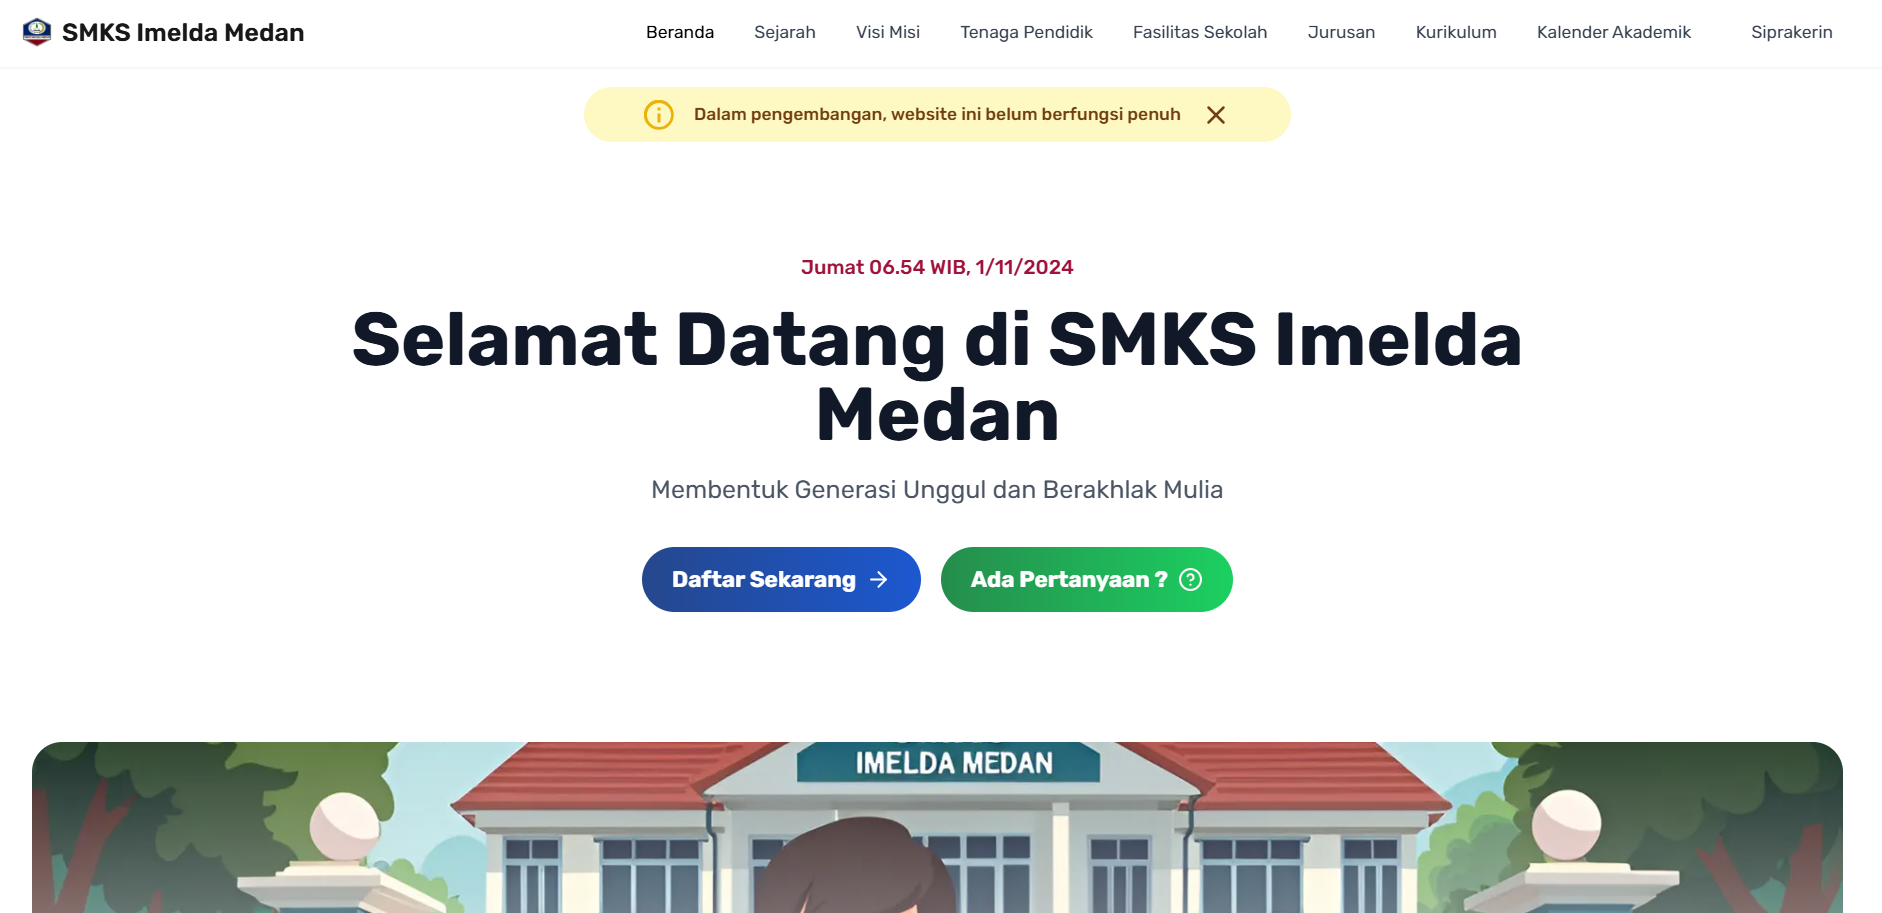 SMKS Imelda Medan
Beranda
Sejarah
Visi Misi
Tenaga Pendidik
Fasilitas Sekolah
Jurusan
Kurikulum
Kalender Akademik
Siprakerin
Dalam pengembangan, website ini belum berfungsi penuh
Jumat 06.54 WIB, 1/11/2024
Selamat Datang di SMKS Imelda
Medan
Membentuk Generasi Unggul dan Berakhlak Mulia
Daftar Sekarang
Ada Pertanyaan ?
IMELDA MEDAN